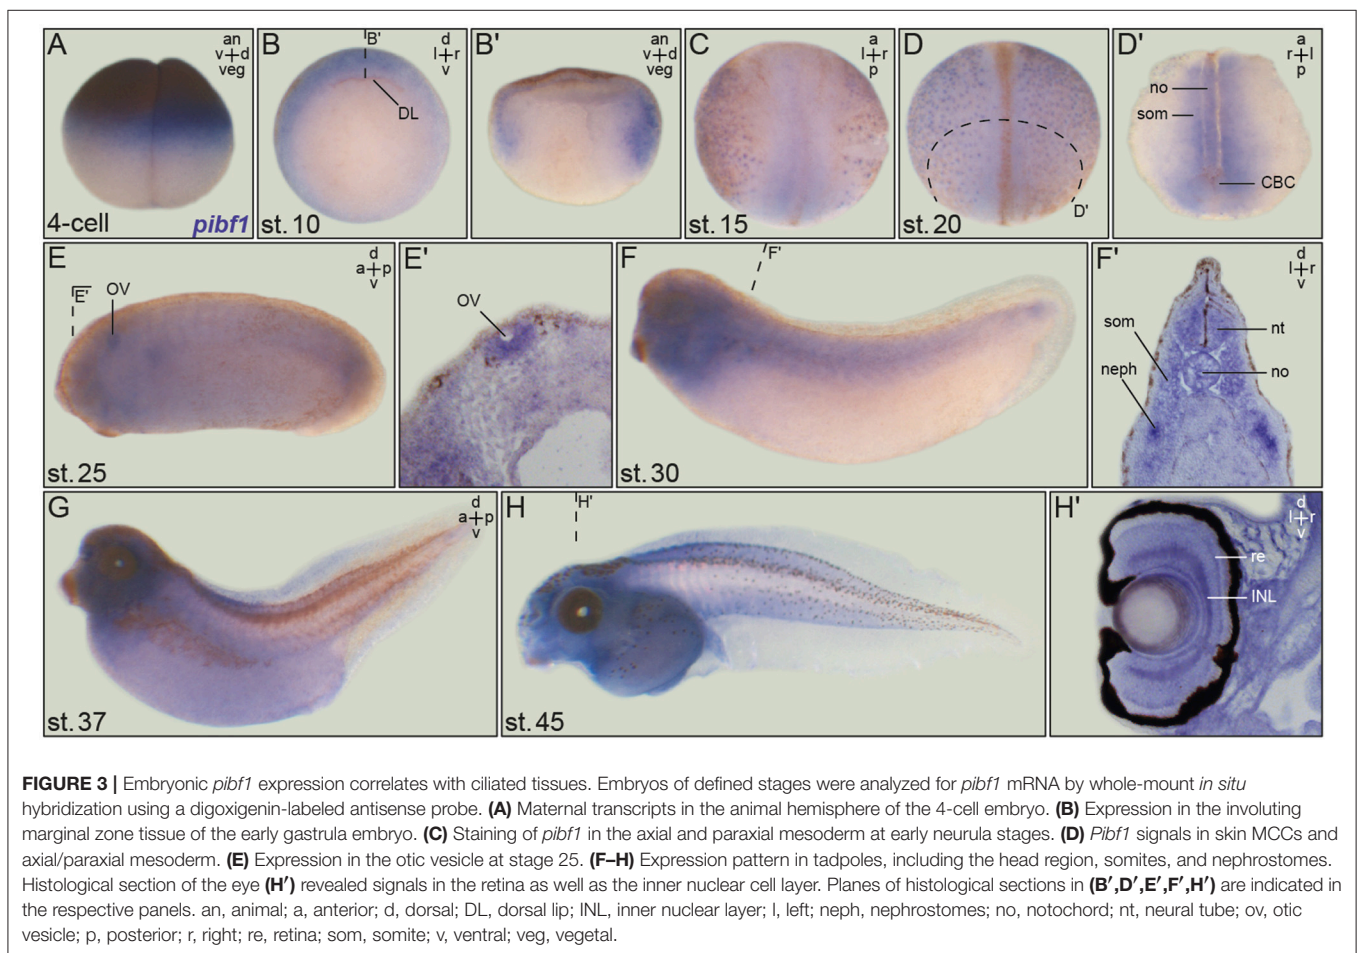 A
an
v+d
veg
4-cell
pibf1
B
B'
d
l+r
v
DL
st. 10
B'
an
v+d
veg
C
a
l+r
p
st. 15
D
D'
st. 20
D'
a
r+l
p
no
som
CBC
E
d
a+p
v
E'
OV
st. 25
E'
OV
F
F'
st. 30
F'
d
l+r
v
som
nt
neph
no
G
d
a+p
v
st. 37
H
H'
st. 45
H'
d
l+r
v
re
INL
FIGURE 3 | Embryonic pibf1 expression correlates with ciliated tissues. Embryos of defined stages were analyzed for pibf1 mRNA by whole-mount in situ
hybridization using a digoxigenin-labeled antisense probe. (A) Maternal transcripts in the animal hemisphere of the 4-cell embryo. (B) Expression in the involuting
marginal zone tissue of the early gastrula embryo. (C) Staining of pibf1 in the axial and paraxial mesoderm at early neurula stages. (D) Pibf1 signals in skin MCCs and
axial/paraxial mesoderm. (E) Expression in the otic vesicle at stage 25. (F–H) Expression pattern in tadpoles, including the head region, somites, and nephrostomes.
Histological section of the eye (H′) revealed signals in the retina as well as the inner nuclear cell layer. Planes of histological sections in (B′,D′,E′,F′,H′) are indicated in
the respective panels. an, animal; a, anterior; d, dorsal; DL, dorsal lip; INL, inner nuclear layer; l, left; neph, nephrostomes; no, notochord; nt, neural tube; ov, otic
vesicle; p, posterior; r, right; re, retina; som, somite; v, ventral; veg, vegetal.